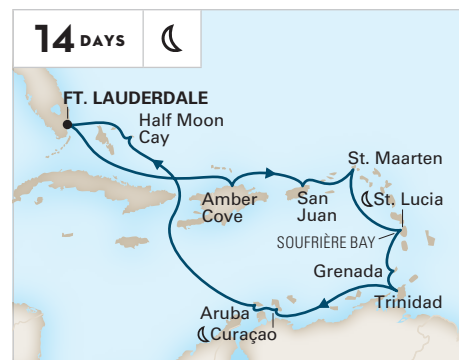 14 DAYS
FT. LAUDERDALE
Half Moon
Cay
St. Maarten
Amber
Cove
San
Juan
St. Lucia
SOUFRIÈRE BAY
Grenada
Trinidad
Aruba
Curaçao